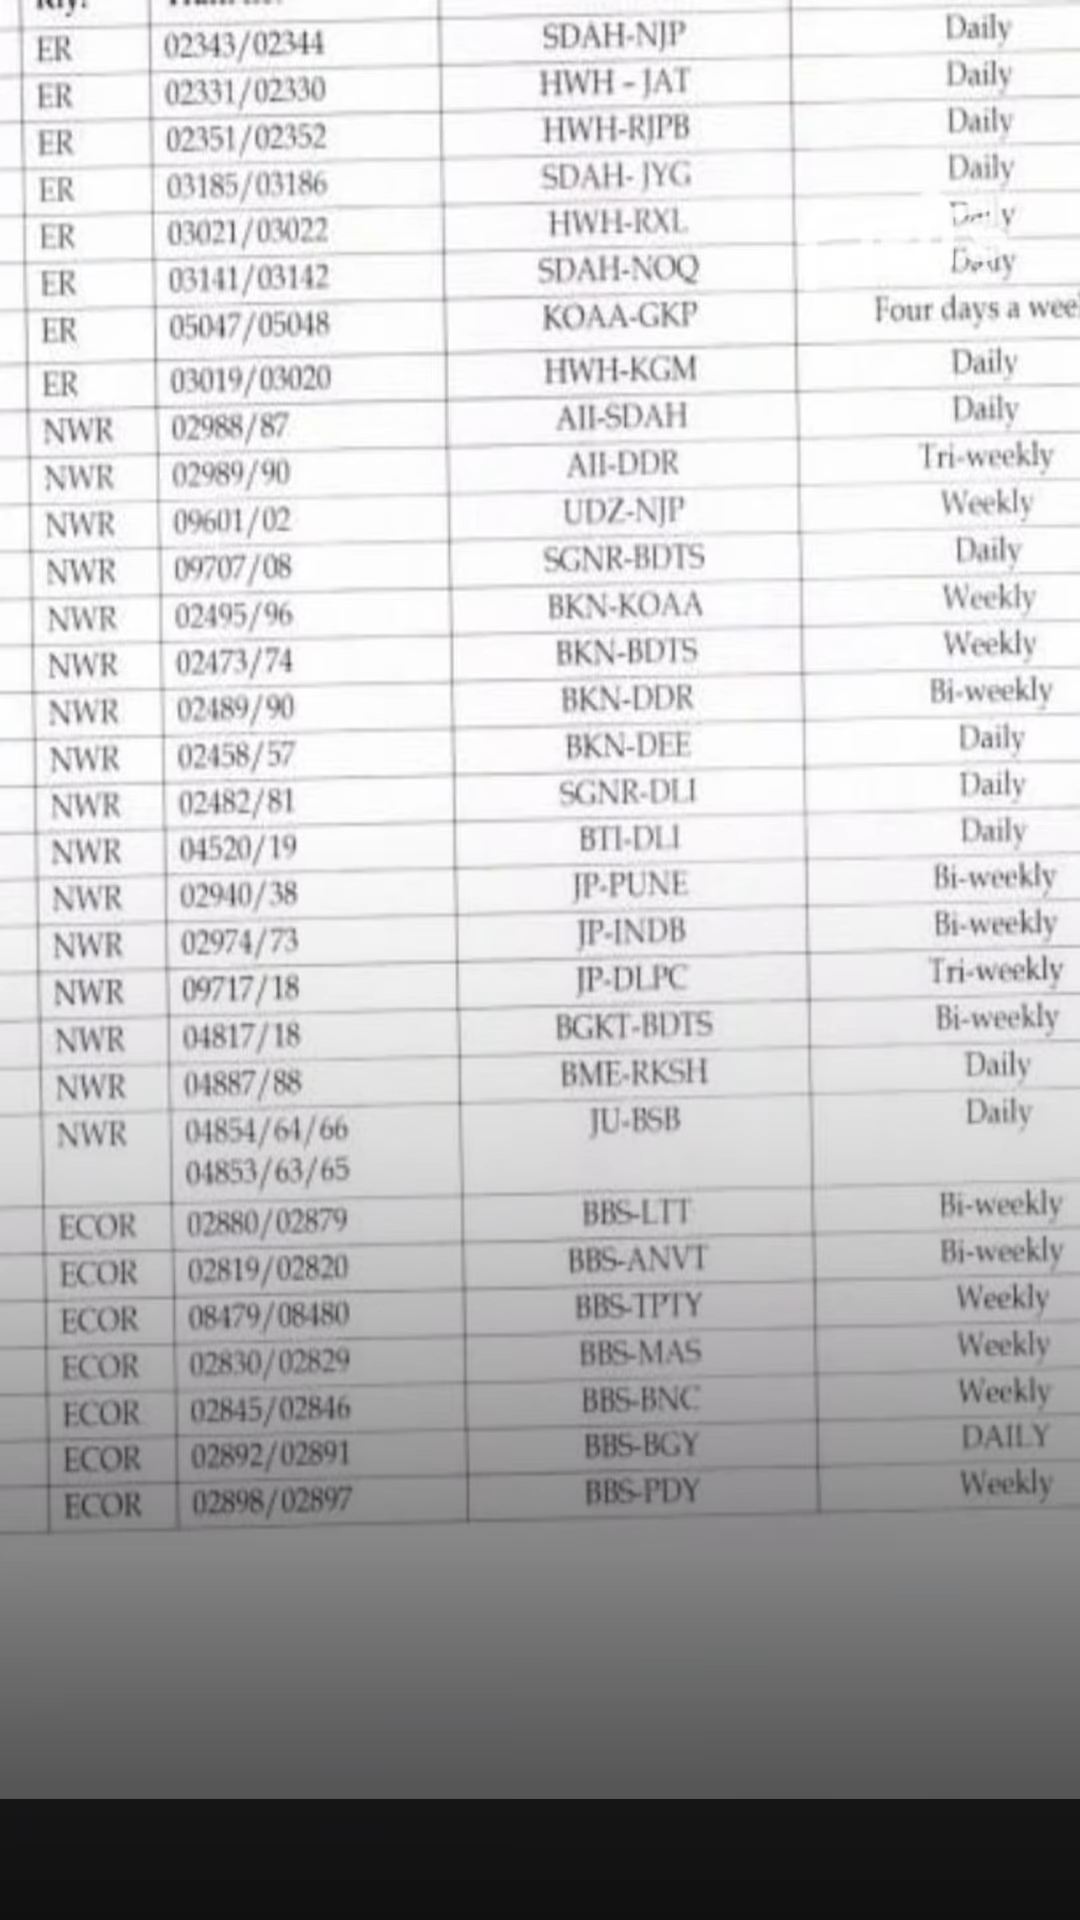 Rly.
ER 02343/02344 SDAH-NJP Daily
ER 02331/02330 HWH - JAT Daily
ER 02351/02352 HWH-RJPB Daily
ER 03185/03186 SDAH- JYG Daily
ER 03021/03022 HWH-RXL Daily
ER 03141/03142 SDAH-NOQ Daily
ER 05047/05048 KOAA-GKP Four days a
ER 03019/03020 HWH-KGM Daily
NWR 02988/87 AII-SDAH Daily
NWR 02989/90 AII-DDR Tri-weekly
NWR 09601/02 UDZ-NJP Weekly
NWR 09707/08 SGNR-BDTS Daily
NWR 02495/96 BKN-KOAA Weekly
NWR 02473/74 BKN-BDTS Weekly
NWR 02489/90 BKN-DDR Bi-weekly
NWR 02458/57 BKN-DEE Daily
NWR 02482/81 SGNR-DLI Daily
NWR 04520/19 BTI-DLI Daily
NWR 02940/38 JP-PUNE Bi-weekly
NWR 02974/73 JP-INDB Bi-weekly
NWR 09717/18 JP-DLPC Tri-weekly
NWR 04817/18 BGKT-BDTS Bi-weekly
NWR 04887/88 BME-RKSH Daily
NWR 04854/64/66 JU-BSB Daily
04853/63/65
ECOR 02880/02879 BBS-LTT Bi-weekly
ECOR 02819/02820 BBS-ANVT Bi-weekly
ECOR 08479/08480 BBS-TPTY Weekly
ECOR 02830/02829 BBS-MAS Weekly
ECOR 02845/02846 BBS-BNC Weekly
ECOR 02892/02891 BBS-BGY DAILY
ECOR 02898/02897 BBS-PDY Weekly